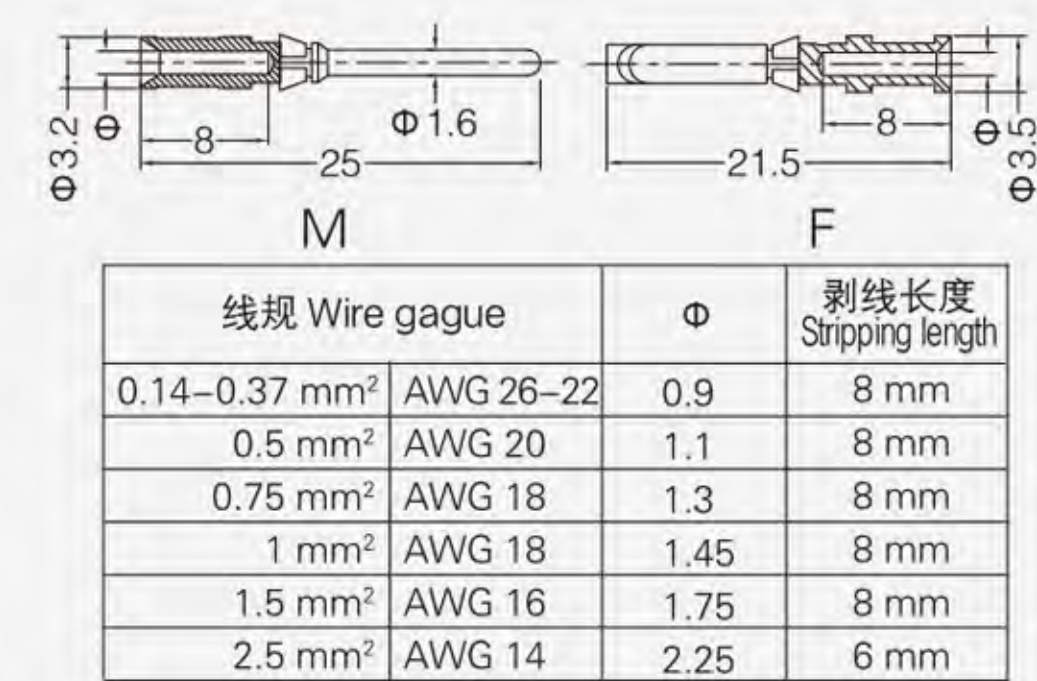 Φ3.2
Φ
8
25
Φ1.6
8
21.5
Φ
Φ3.5
M
F
线规 Wire gague Φ 剥线长度
Stripping length
0.14–0.37 mm² AWG 26–22 0.9 8 mm
0.5 mm² AWG 20 1.1 8 mm
0.75 mm² AWG 18 1.3 8 mm
1 mm² AWG 18 1.45 8 mm
1.5 mm² AWG 16 1.75 8 mm
2.5 mm² AWG 14 2.25 6 mm